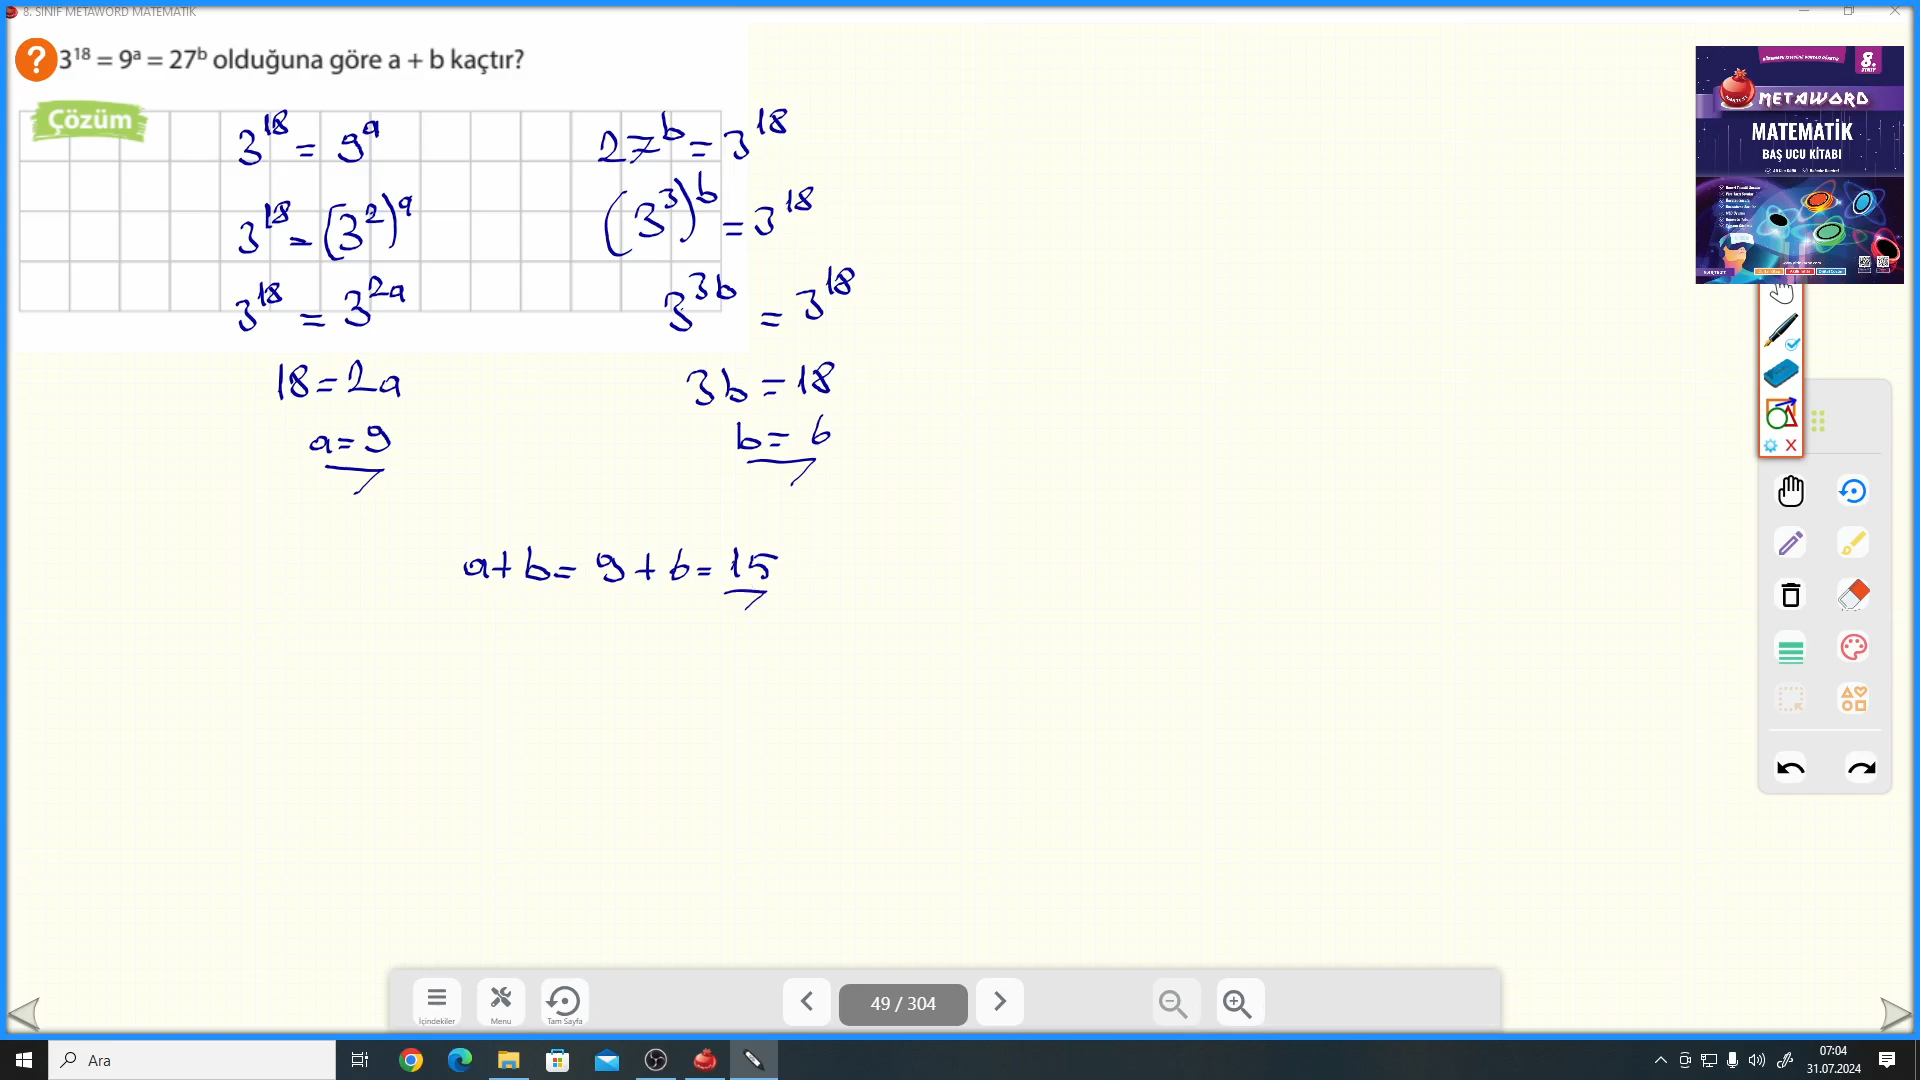 8. SINIF METAWORD MATEMATİK
? 3¹⁸ = 9ᵃ = 27ᵇ olduğuna göre a + b kaçtır?
Çözüm
3¹⁸ = 9ᵃ
3¹⁸ = (3²)ᵃ
3¹⁸ = 3²ᵃ
18 = 2a
a = 9
27ᵇ = 3¹⁸
(3³)ᵇ = 3¹⁸
3³ᵇ = 3¹⁸
3b = 18
b = 6
a + b = 9 + 6 = 15
8.
SINIF
METAWORD
MATEMATİK
BAŞ UCU KİTABI
İçindekiler
Menu
Tam Sayfa
49 / 304
Ara
07:04
31.07.2024